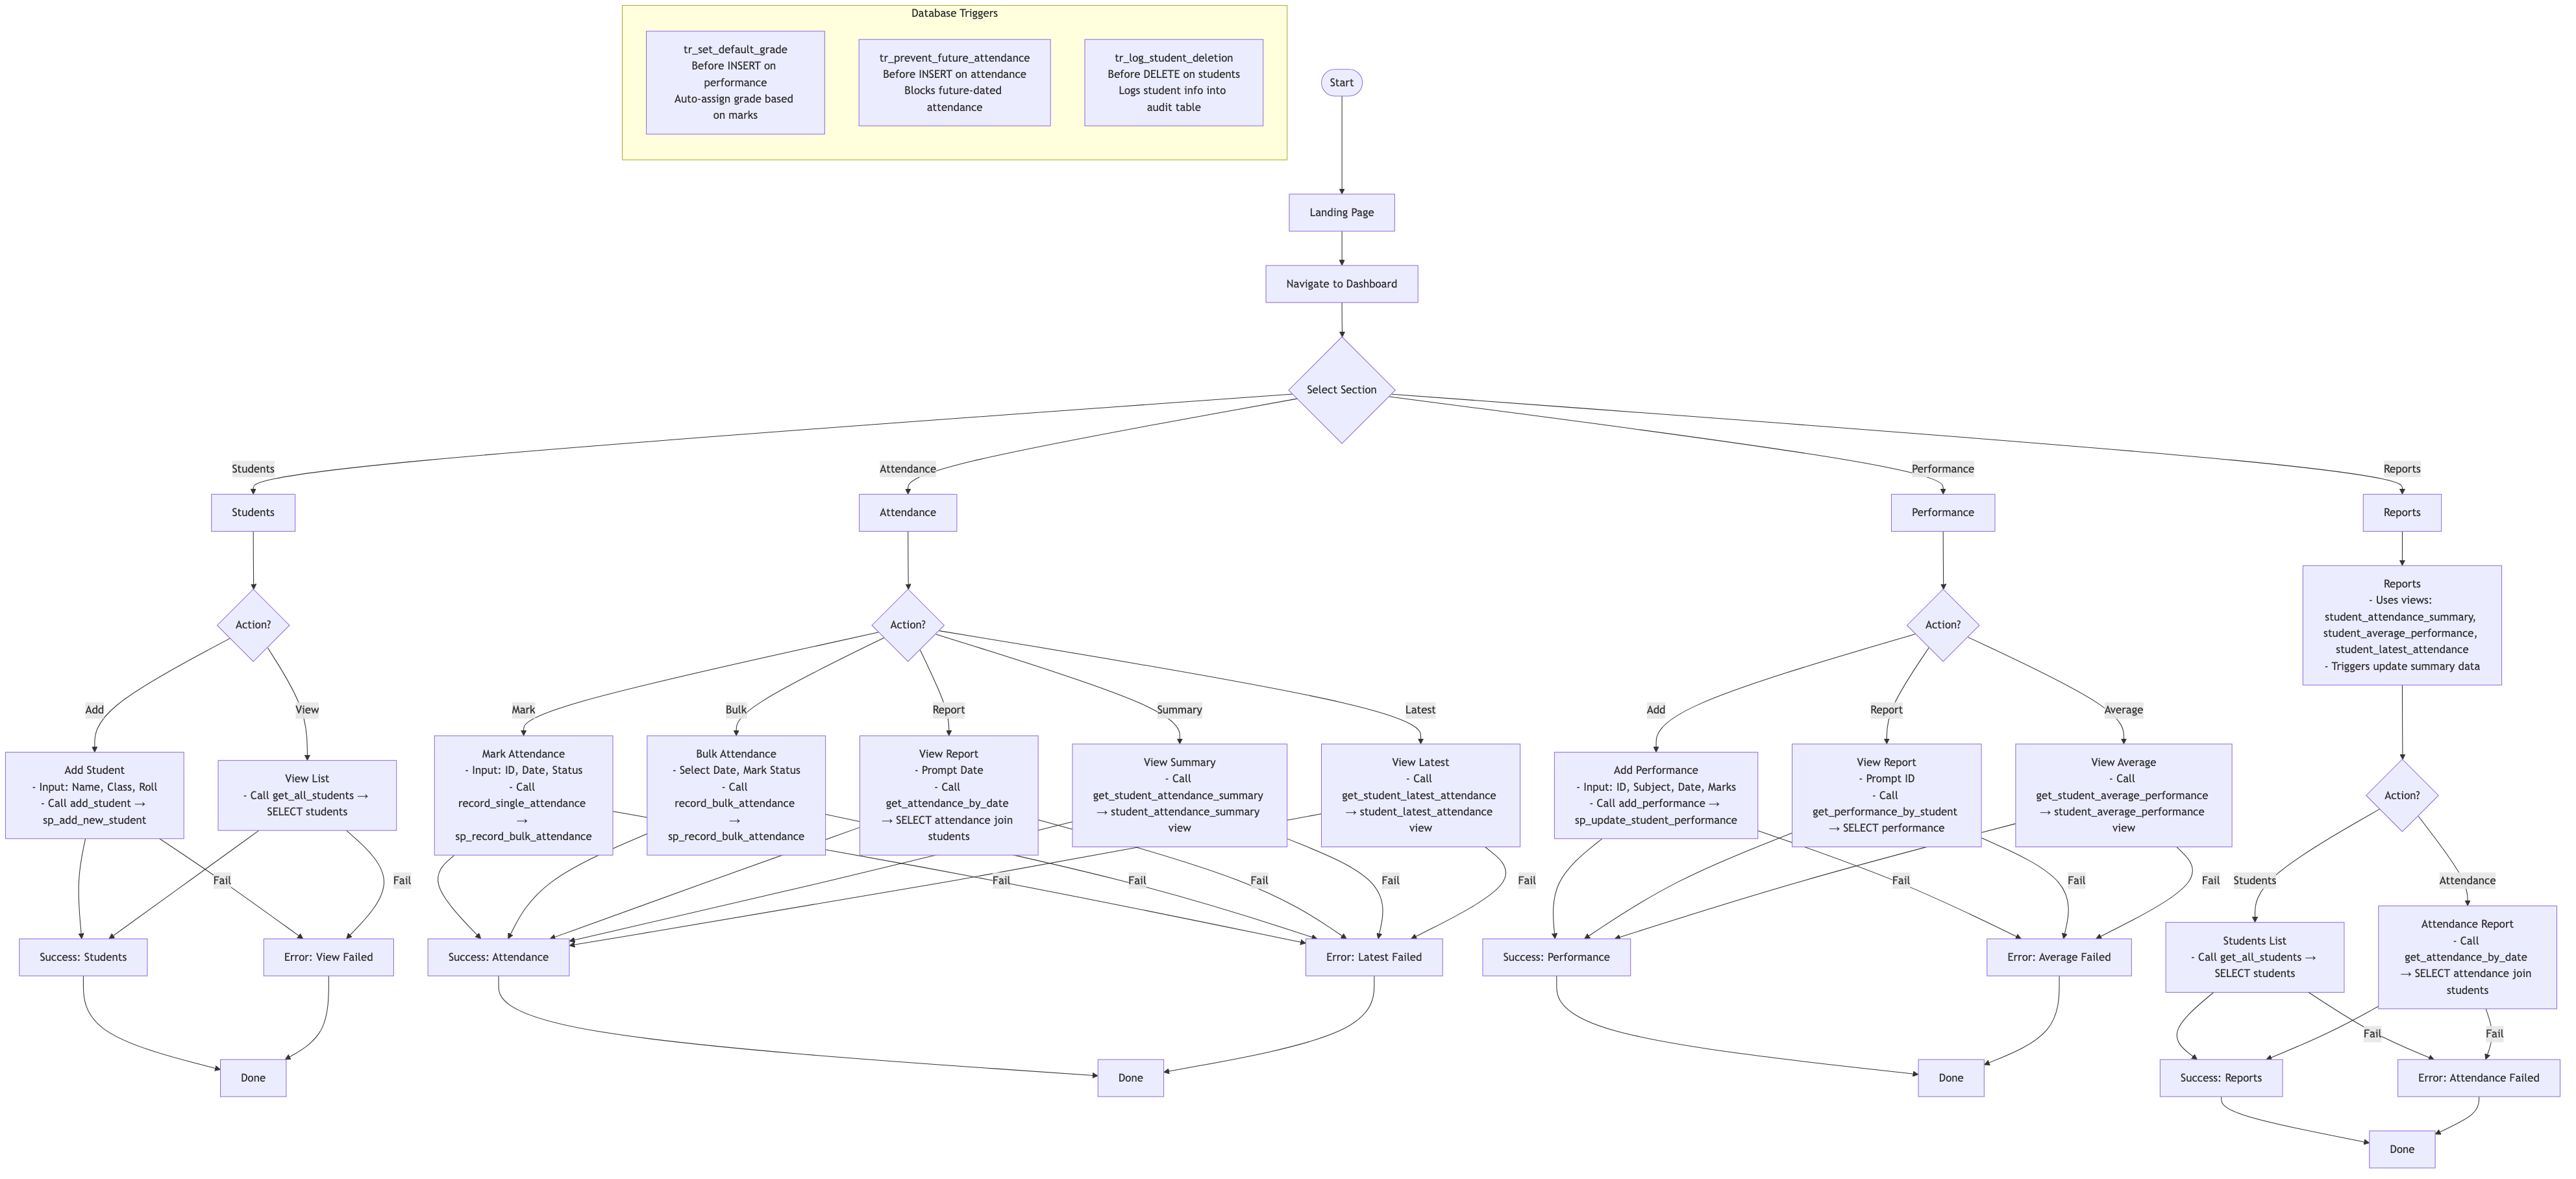 Database Triggers
tr_set_default_grade
Before INSERT on
performance
Auto-assign grade based
on marks
tr_prevent_future_attendance
Before INSERT on attendance
Blocks future-dated
attendance
tr_log_student_deletion
Before DELETE on students
Logs student info into
audit table
Start
Landing Page
Navigate to Dashboard
Select Section
Students
Attendance
Performance
Reports
Students
Attendance
Performance
Reports
Action?
Action?
Action?
Reports
- Uses views:
student_attendance_summary,
student_average_performance,
student_latest_attendance
- Triggers update summary data
Add
View
Mark
Bulk
Report
Summary
Latest
Add
Report
Average
Add Student
- Input: Name, Class, Roll
- Call add_student →
sp_add_new_student
View List
- Call get_all_students →
SELECT students
Mark Attendance
- Input: ID, Date, Status
- Call
record_single_attendance
→
sp_record_bulk_attendance
Bulk Attendance
- Select Date, Mark Status
- Call
record_bulk_attendance
→
sp_record_bulk_attendance
View Report
- Prompt Date
- Call
get_attendance_by_date
→ SELECT attendance join
students
View Summary
- Call
get_student_attendance_summary
→ student_attendance_summary
view
View Latest
- Call
get_student_latest_attendance
→ student_latest_attendance
view
Add Performance
- Input: ID, Subject, Date, Marks
- Call add_performance →
sp_update_student_performance
View Report
- Prompt ID
- Call
get_performance_by_student
→ SELECT performance
View Average
- Call
get_student_average_performance
→ student_average_performance
view
Action?
Fail
Fail
Fail
Fail
Fail
Fail
Fail
Fail
Fail
Fail
Students
Attendance
Success: Students
Error: View Failed
Success: Attendance
Error: Latest Failed
Success: Performance
Error: Average Failed
Students List
- Call get_all_students →
SELECT students
Attendance Report
- Call
get_attendance_by_date
→ SELECT attendance join
students
Fail
Fail
Done
Done
Done
Success: Reports
Error: Attendance Failed
Done